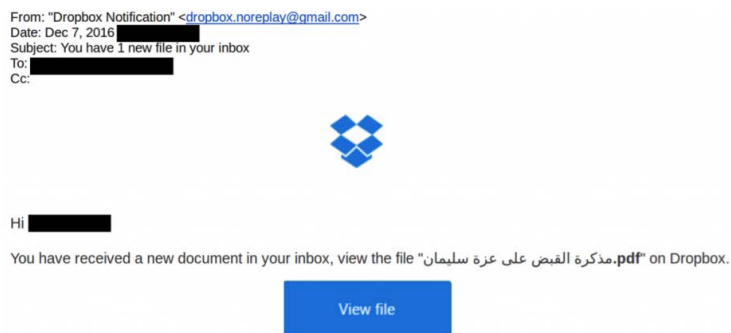 From: "Dropbox Notification" <dropbox.noreplay@gmail.com>
Date: Dec 7, 2016
Subject: You have 1 new file in your inbox
To:
Cc:
Hi
You have received a new document in your inbox, view the file "مذكرة القبض على عزة سليمان.pdf" on Dropbox.
View file